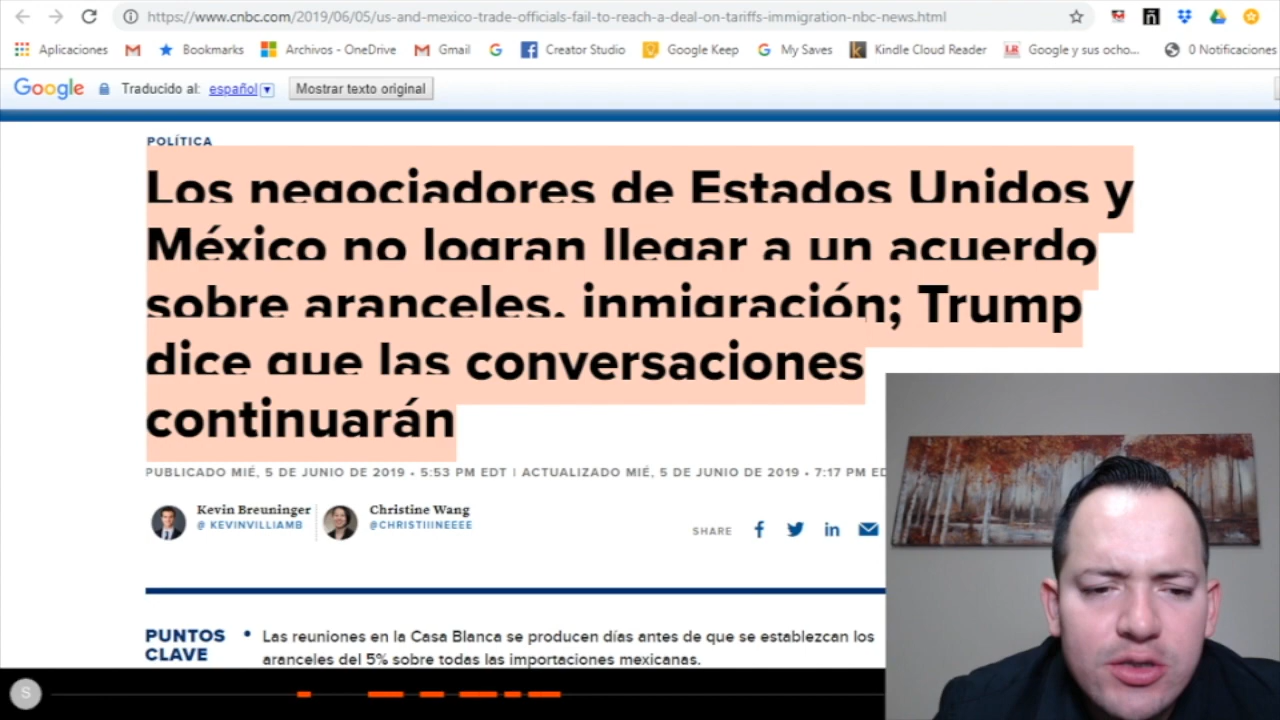 https://www.cnbc.com/2019/06/05/us-and-mexico-trade-officials-fail-to-reach-a-deal-on-tariffs-immigration-nbc-news.html
Aplicaciones Bookmarks Archivos - OneDrive Gmail Creator Studio Google Keep My Saves Kindle Cloud Reader Google y sus ocho... 0 Notificaciones
Google Traducido al: español Mostrar texto original
POLÍTICA
Los negociadores de Estados Unidos y
México no logran llegar a un acuerdo
sobre aranceles, inmigración; Trump
dice que las conversaciones
continuarán
PUBLICADO MIÉ, 5 DE JUNIO DE 2019 • 5:53 PM EDT | ACTUALIZADO MIÉ, 5 DE JUNIO DE 2019 • 7:17 PM ED
Kevin Breuninger Christine Wang
@ KEVINVILLIAMB @CHRISTIIINEEEE
SHARE
PUNTOS CLAVE
• Las reuniones en la Casa Blanca se producen días antes de que se establezcan los
aranceles del 5% sobre todas las importaciones mexicanas.
S